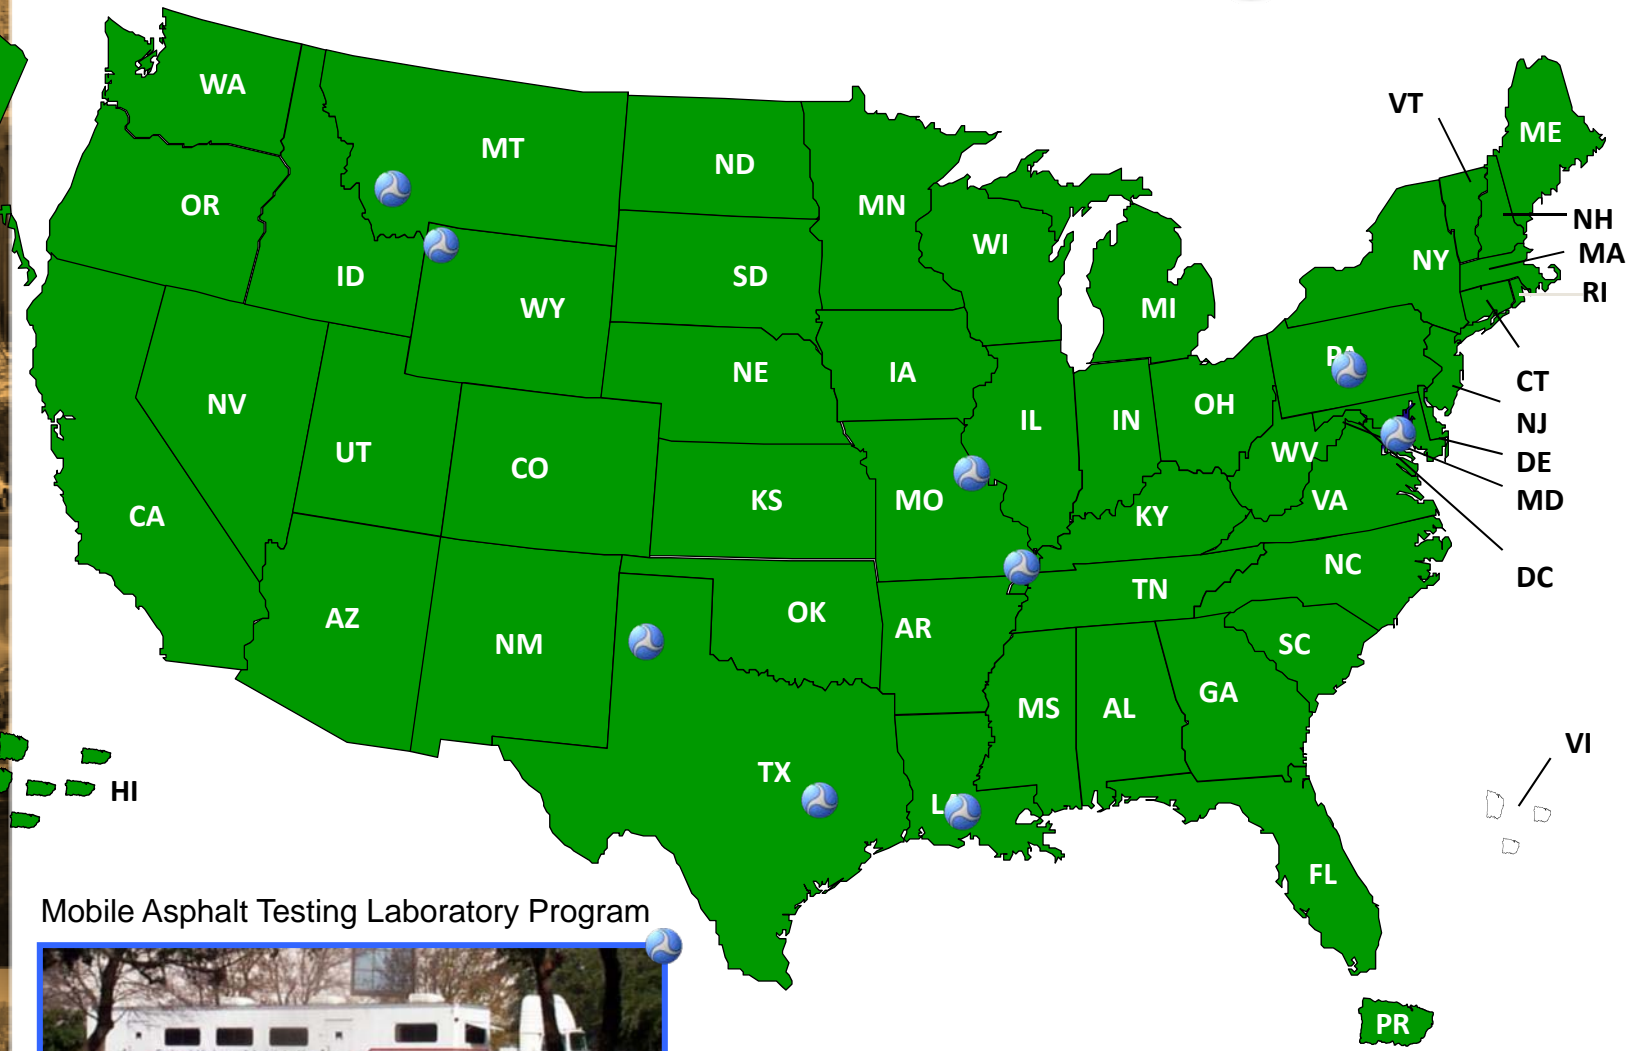 WA
MT
ND
MN
OR
ID
WY
SD
WI
MI
VT
ME
NH
MA
NY
RI
NV
UT
CO
NE
IA
IL
IN
OH
PA
CT
NJ
DE
MD
DC
CA
KS
MO
KY
WV
VA
AZ
NM
OK
AR
TN
NC
SC
MS
AL
GA
TX
LA
FL
VI
HI
PR
Mobile Asphalt Testing Laboratory Program